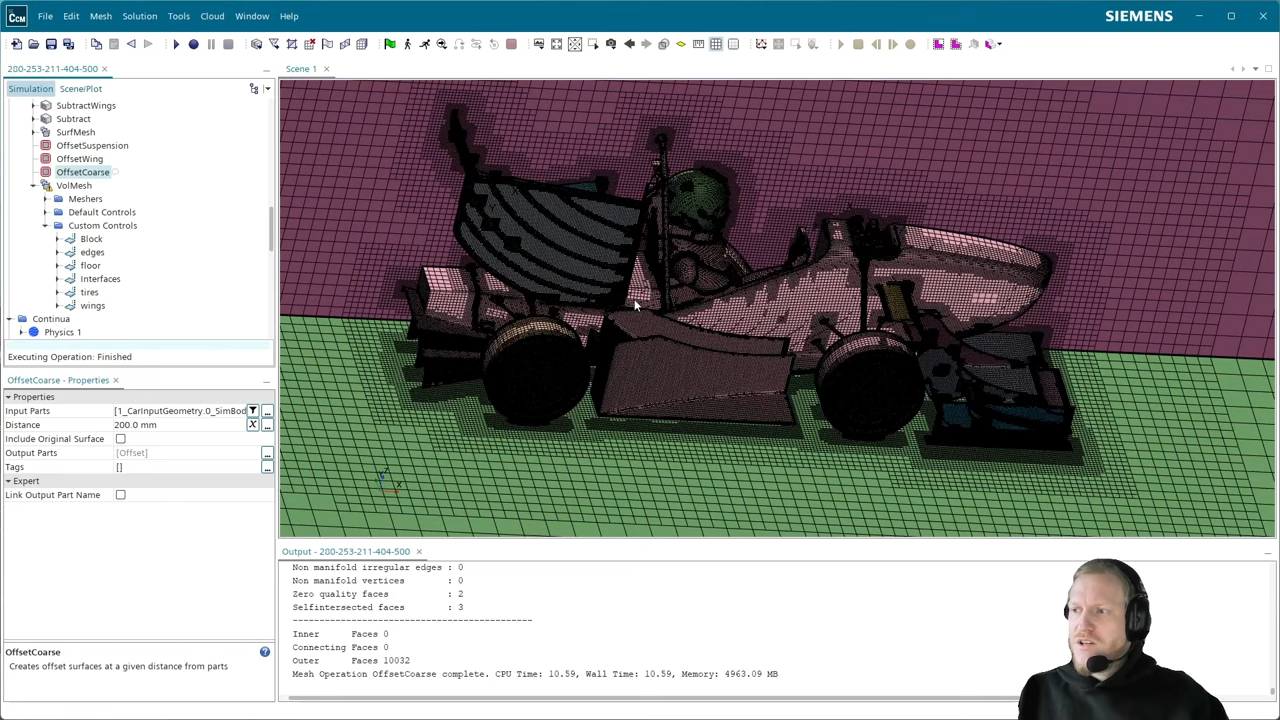 CCM File Edit Mesh Solution Tools Cloud Window Help SIEMENS
280-253-211-404-500
Scene 1
Simulation Scene/Plot
SubtractWings
Subtract
SurfMesh
OffsetSuspension
OffsetWing
OffsetCoarse
VolMesh
Meshers
Default Controls
Custom Controls
Block
edges
floor
Interfaces
tires
wings
Continua
Physics 1
Executing Operation: Finished
OffsetCoarse - Properties
Properties
Input Parts [1_CarInputGeometry.0_SimBod
Distance 200.0 mm
Include Original Surface
Output Parts [Offset]
Tags []
Expert
Link Output Part Name
OffsetCoarse
Creates offset surfaces at a given distance from parts
X
Output - 280-253-211-404-500
Non manifold irregular edges : 0
Non manifold vertices : 0
Zero quality faces : 2
Selfintersected faces : 3
--------------------------------------------
Inner Faces 0
Connecting Faces 0
Outer Faces 10032
Mesh Operation OffsetCoarse complete. CPU Time: 10.59, Wall Time: 10.59, Memory: 4963.09 MB